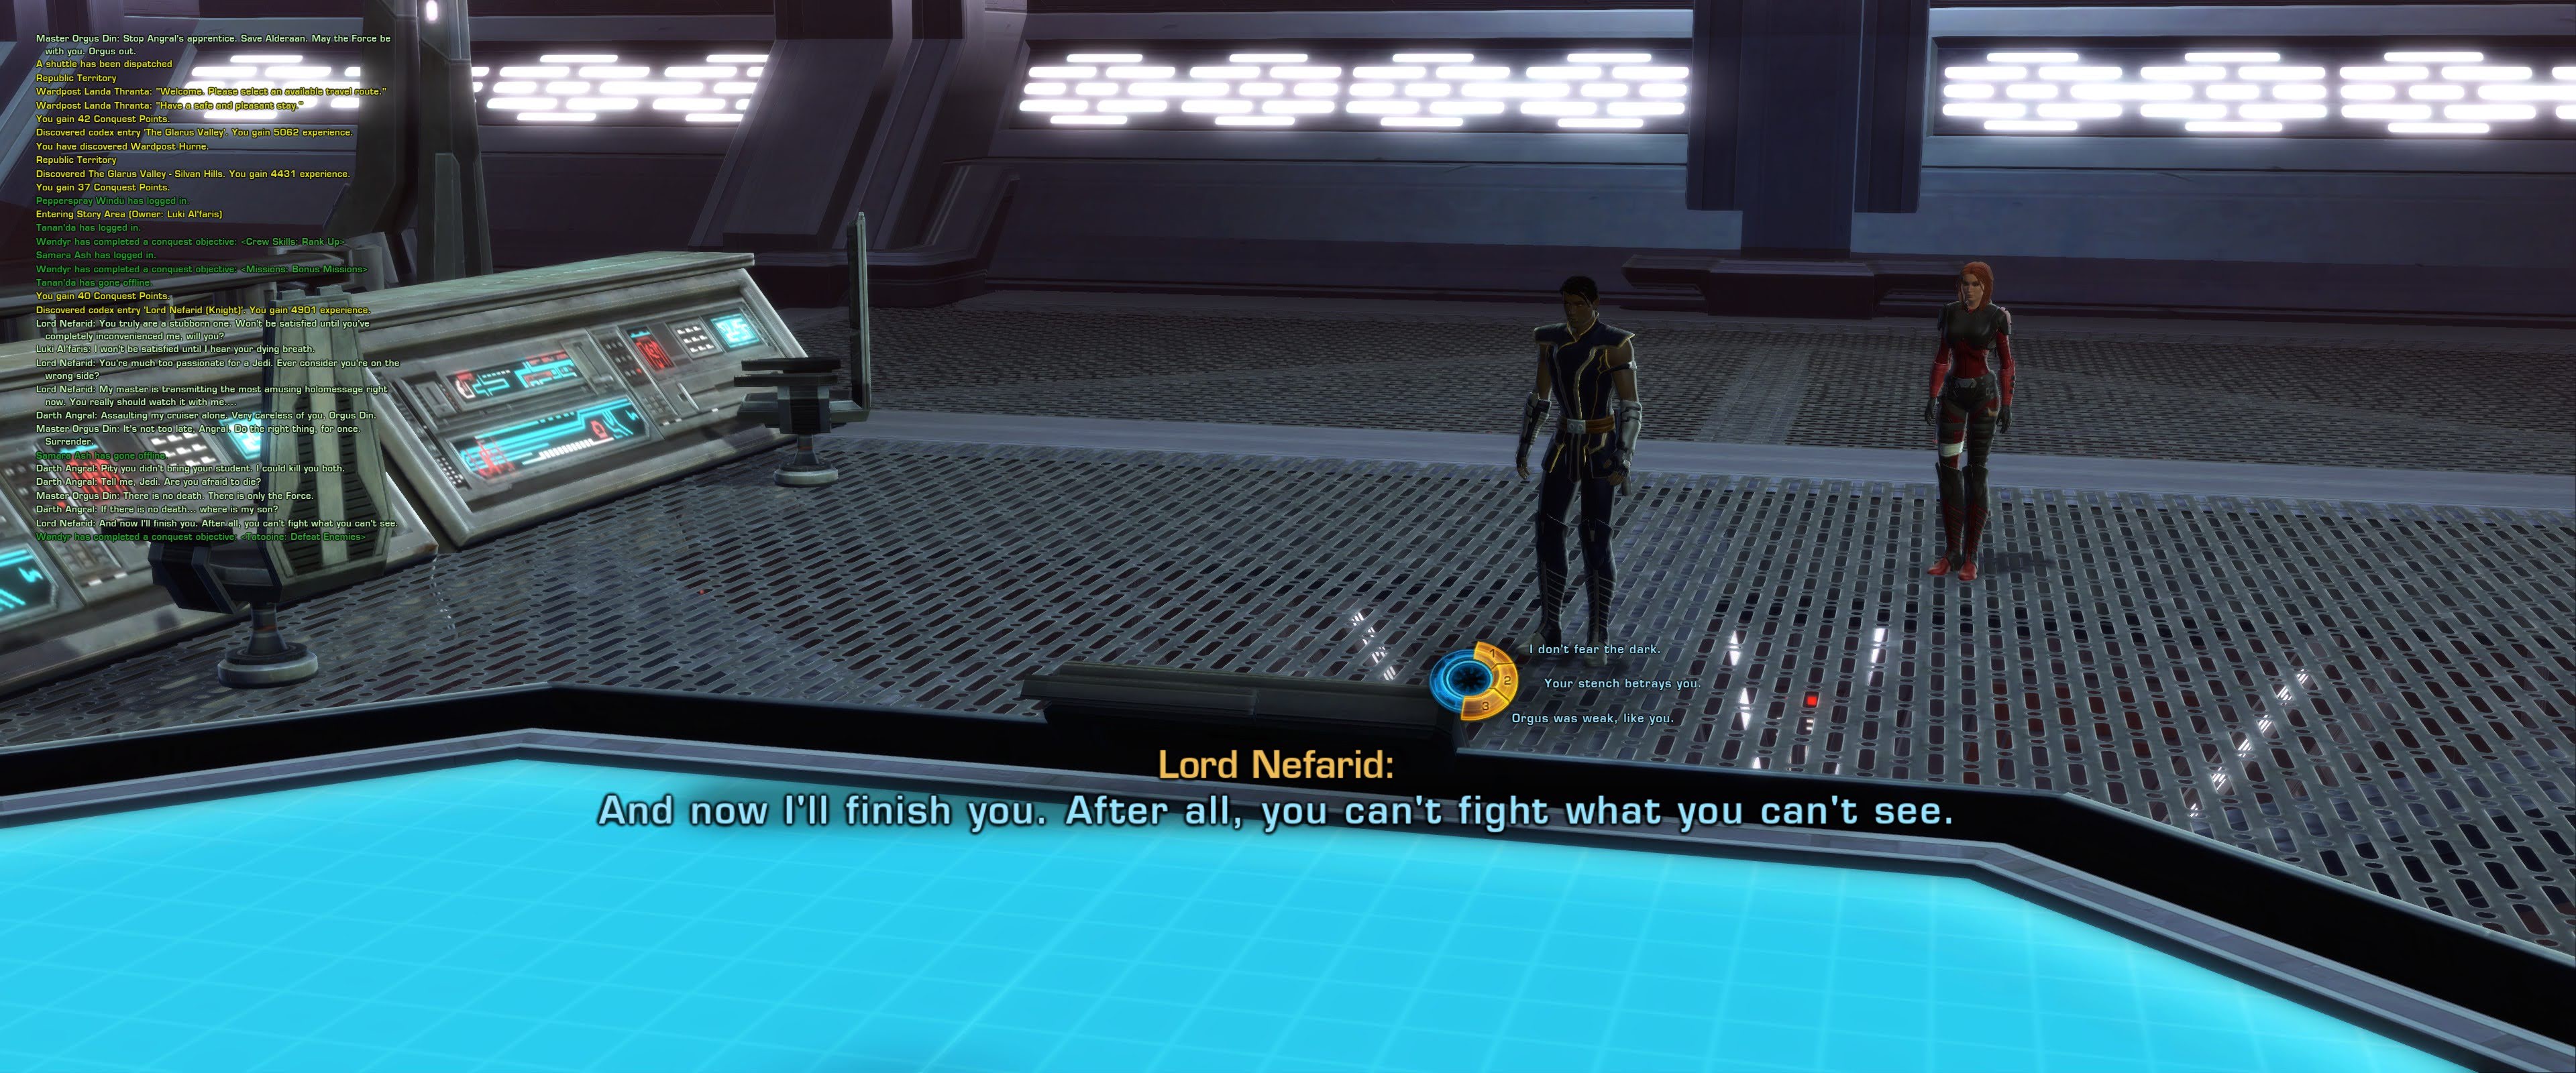 Master Orgus Din: Stop Angral's apprentice. Save Alderaan. May the Force be
with you. Orgus out.
A shuttle has been dispatched
Republic Territory
Wardpost Landa Thranta: "Welcome. Please select an available travel route."
Wardpost Landa Thranta: "Have a safe and pleasant stay."
You gain 42 Conquest Points.
Discovered codex entry 'The Glarus Valley'. You gain 5062 experience.
You have discovered Wardpost Hurne.
Republic Territory
Discovered The Glarus Valley - Silvan Hills. You gain 4431 experience.
You gain 37 Conquest Points.
Pepperspray Windu has logged in.
Entering Story Area (Owner: Luki Al'faris)
Tanan'da has logged in.
Wøndyr has completed a conquest objective: <Crew Skills: Rank Up>
Samara Ash has logged in.
Wøndyr has completed a conquest objective: <Missions: Bonus Missions>
Tanan'da has gone offline.
You gain 40 Conquest Points.
Discovered codex entry 'Lord Nefarid (Knight)'. You gain 4901 experience.
Lord Nefarid: You truly are a stubborn one. Won't be satisfied until you've
completely inconvenienced me, will you?
Luki Al'faris: I won't be satisfied until I hear your dying breath.
Lord Nefarid: You're much too passionate for a Jedi. Ever consider you're on the
wrong side?
Lord Nefarid: My master is transmitting the most amusing holomessage right
now. You really should watch it with me....
Darth Angral: Assaulting my cruiser alone. Very careless of you, Orgus Din.
Master Orgus Din: It's not too late, Angral. Do the right thing, for once.
Surrender.
Samara Ash has gone offline.
Darth Angral: Pity you didn't bring your student. I could kill you both.
Darth Angral: Tell me, Jedi. Are you afraid to die?
Master Orgus Din: There is no death. There is only the Force.
Darth Angral: If there is no death... where is my son?
Lord Nefarid: And now I'll finish you. After all, you can't fight what you can't see.
Wøndyr has completed a conquest objective: <Tatooine: Defeat Enemies>
1 I don't fear the dark.
2 Your stench betrays you.
3 Orgus was weak, like you.
Lord Nefarid:
And now I'll finish you. After all, you can't fight what you can't see.